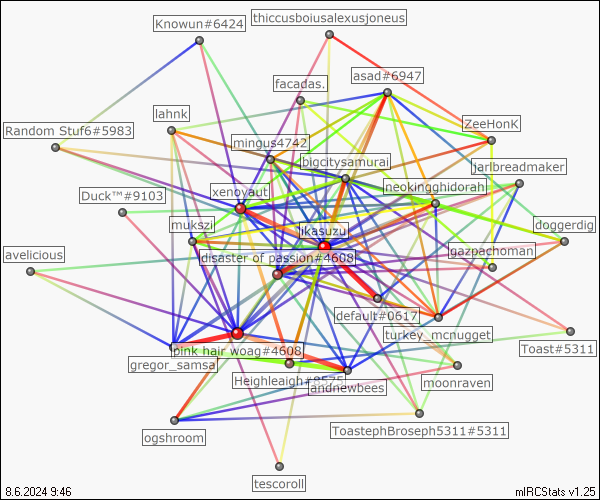 thiccusboiusalexusjoneus
Knowun#6424
asad#6947
facadas.
lahnk
ZeeHonK
Random Stuf6#5983
mingus4742
bigcitysamurai
jarlbreadmaker
xenoyaut
neokingghidorah
Duck™#9103
mukszi
ikasuzu
doggerdig
avelicious
disaster of passion#4608
gazpachoman
default#0617
turkey_mcnugget
pink hair woag#4608
Toast#5311
gregor_samsa
moonraven
Heighleaigh#8575
andnewbees
ogshroom
ToastephBroseph5311#5311
tescoroll
8.6.2024 9:46
mIRCStats v1.25